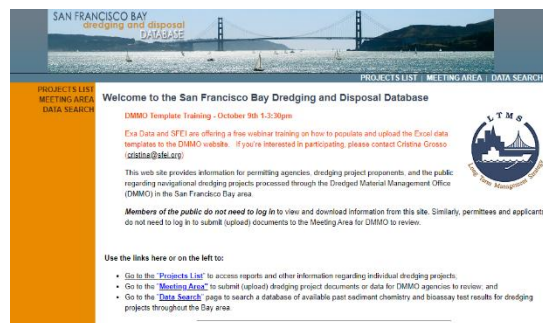 SAN FRANCISCO BAY
dredging and disposal
DATABASE
PROJECTS LIST | MEETING AREA | DATA SEARCH
PROJECTS LIST
MEETING AREA
DATA SEARCH
Welcome to the San Francisco Bay Dredging and Disposal Database
DMMO Template Training - October 9th 1-3:30pm
Exa Data and SFEI are offering a free webinar training on how to populate and upload the Excel data
templates to the DMMO website. If you're interested in participating, please contact Cristina Grosso
(cristina@sfei.org)
This web site provides information for permitting agencies, dredging project proponents, and the public
regarding navigational dredging projects processed through the Dredged Material Management Office
(DMMO) in the San Francisco Bay area.
Members of the public do not need to log in to view and download information from this site. Similarly, permittees and applicants
do not need to log in to submit (upload) documents to the Meeting Area for DMMO to review.
LTMS
Long Term Management Strategy
Use the links here or on the left to:
• Go to the "Projects List" to access reports and other information regarding individual dredging projects;
• Go to the "Meeting Area" to submit (upload) dredging project documents or data for DMMO agencies to review; and
• Go to the "Data Search" page to search a database of available past sediment chemistry and bioassay test results for dredging
projects throughout the Bay area.